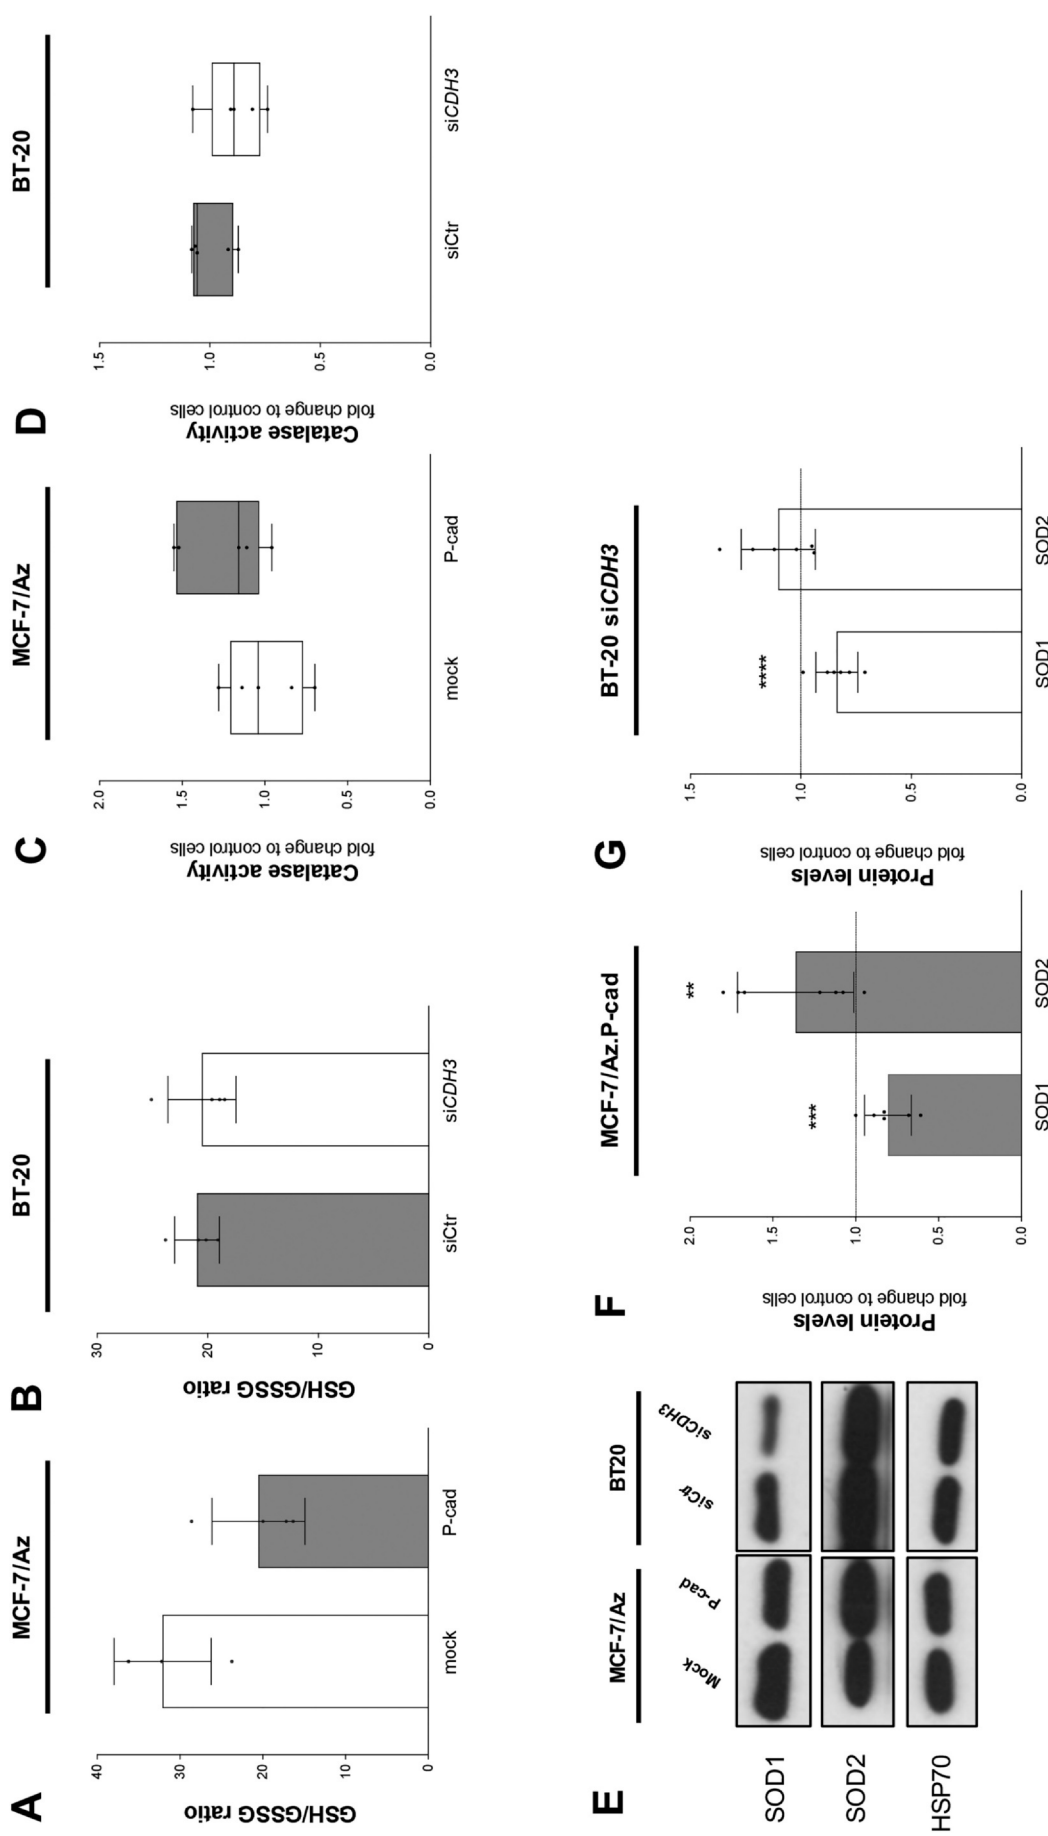 A
MCF-7/Az
GSH/GSSG ratio
40
30
20
10
0
mock
P-cad
B
BT-20
GSH/GSSG ratio
30
20
10
0
siCtr
siCDH3
C
MCF-7/Az
Catalase activity
fold change to control cells
2.0
1.5
1.0
0.5
0.0
mock
P-cad
D
BT-20
Catalase activity
fold change to control cells
1.5
1.0
0.5
0.0
siCtr
siCDH3
E
MCF-7/Az
BT20
Mock
P-cad
siCtr
siCDH3
SOD1
SOD2
HSP70
F
MCF-7/Az.P-cad
Protein levels
fold change to control cells
2.0
1.5
1.0
0.5
0.0
***
**
SOD1
SOD2
G
BT-20 siCDH3
Protein levels
fold change to control cells
1.5
1.0
0.5
0.0
****
SOD1
SOD2